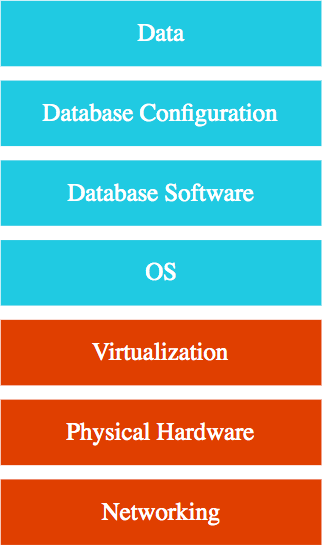 Data
Database Configuration
Database Software
OS
Virtualization
Physical Hardware
Networking